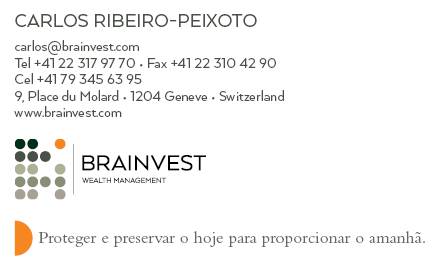 CARLOS RIBEIRO-PEIXOTO
carlos@brainvest.com
Tel +41 22 317 97 70 • Fax +41 22 310 42 90
Cel +41 79 345 63 95
9, Place du Molard • 1204 Geneve • Switzerland
www.brainvest.com
BRAINVEST
WEALTH MANAGEMENT
Proteger e preservar o hoje para proporcionar o amanhã.